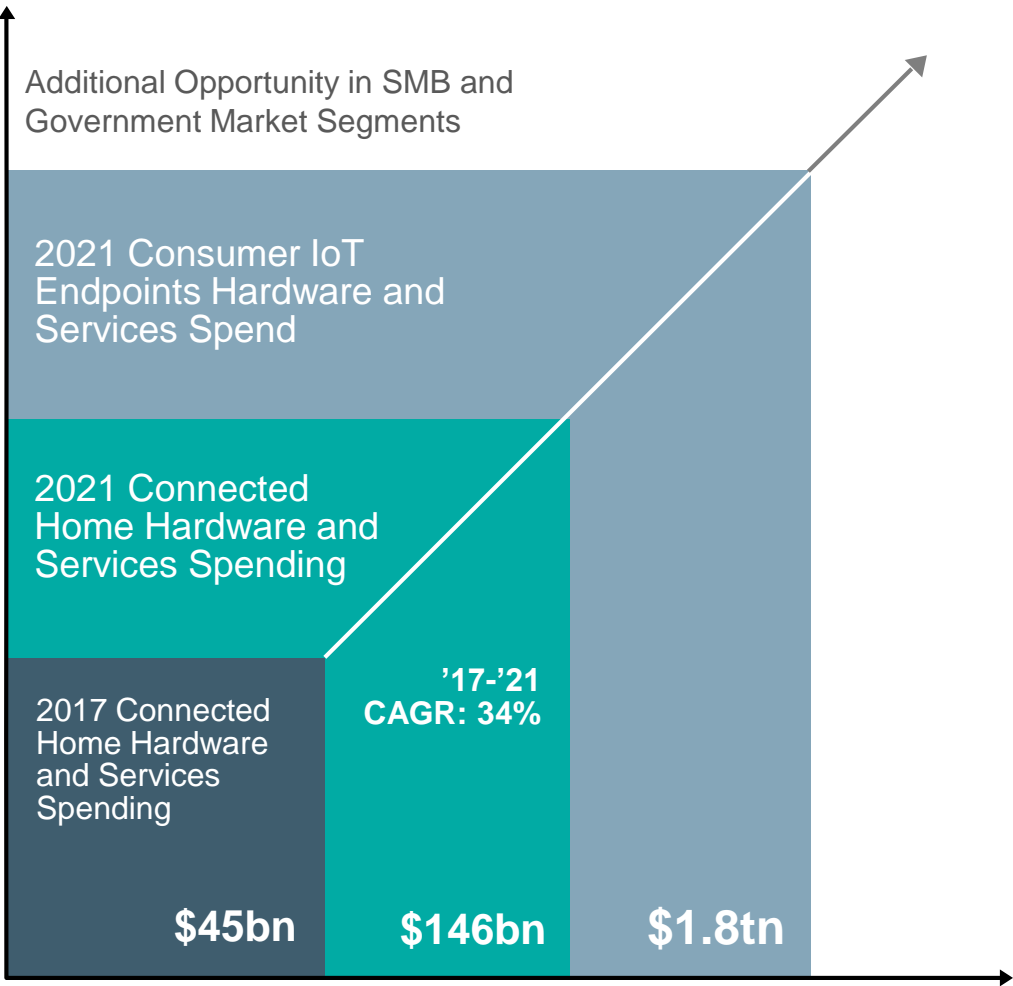 Additional Opportunity in SMB and
Government Market Segments
2021 Consumer IoT
Endpoints Hardware and
Services Spend
2021 Connected
Home Hardware and
Services Spending
’17-’21
CAGR: 34%
2017 Connected
Home Hardware
and Services
Spending
$45bn
$146bn
$1.8tn